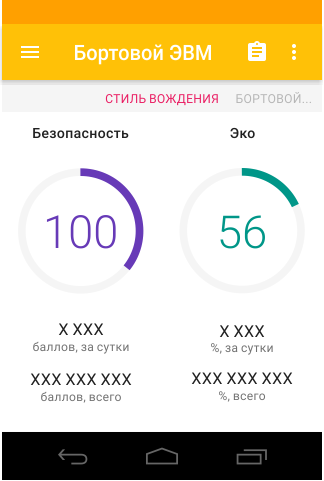 Бортовой ЭВМ
СТИЛЬ ВОЖДЕНИЯ БОРТОВОЙ...
Безопасность Эко
100 56
X XXX X XXX
баллов, за сутки %, за сутки
XXX XXX XXX XXX XXX XXX
баллов, всего %, всего